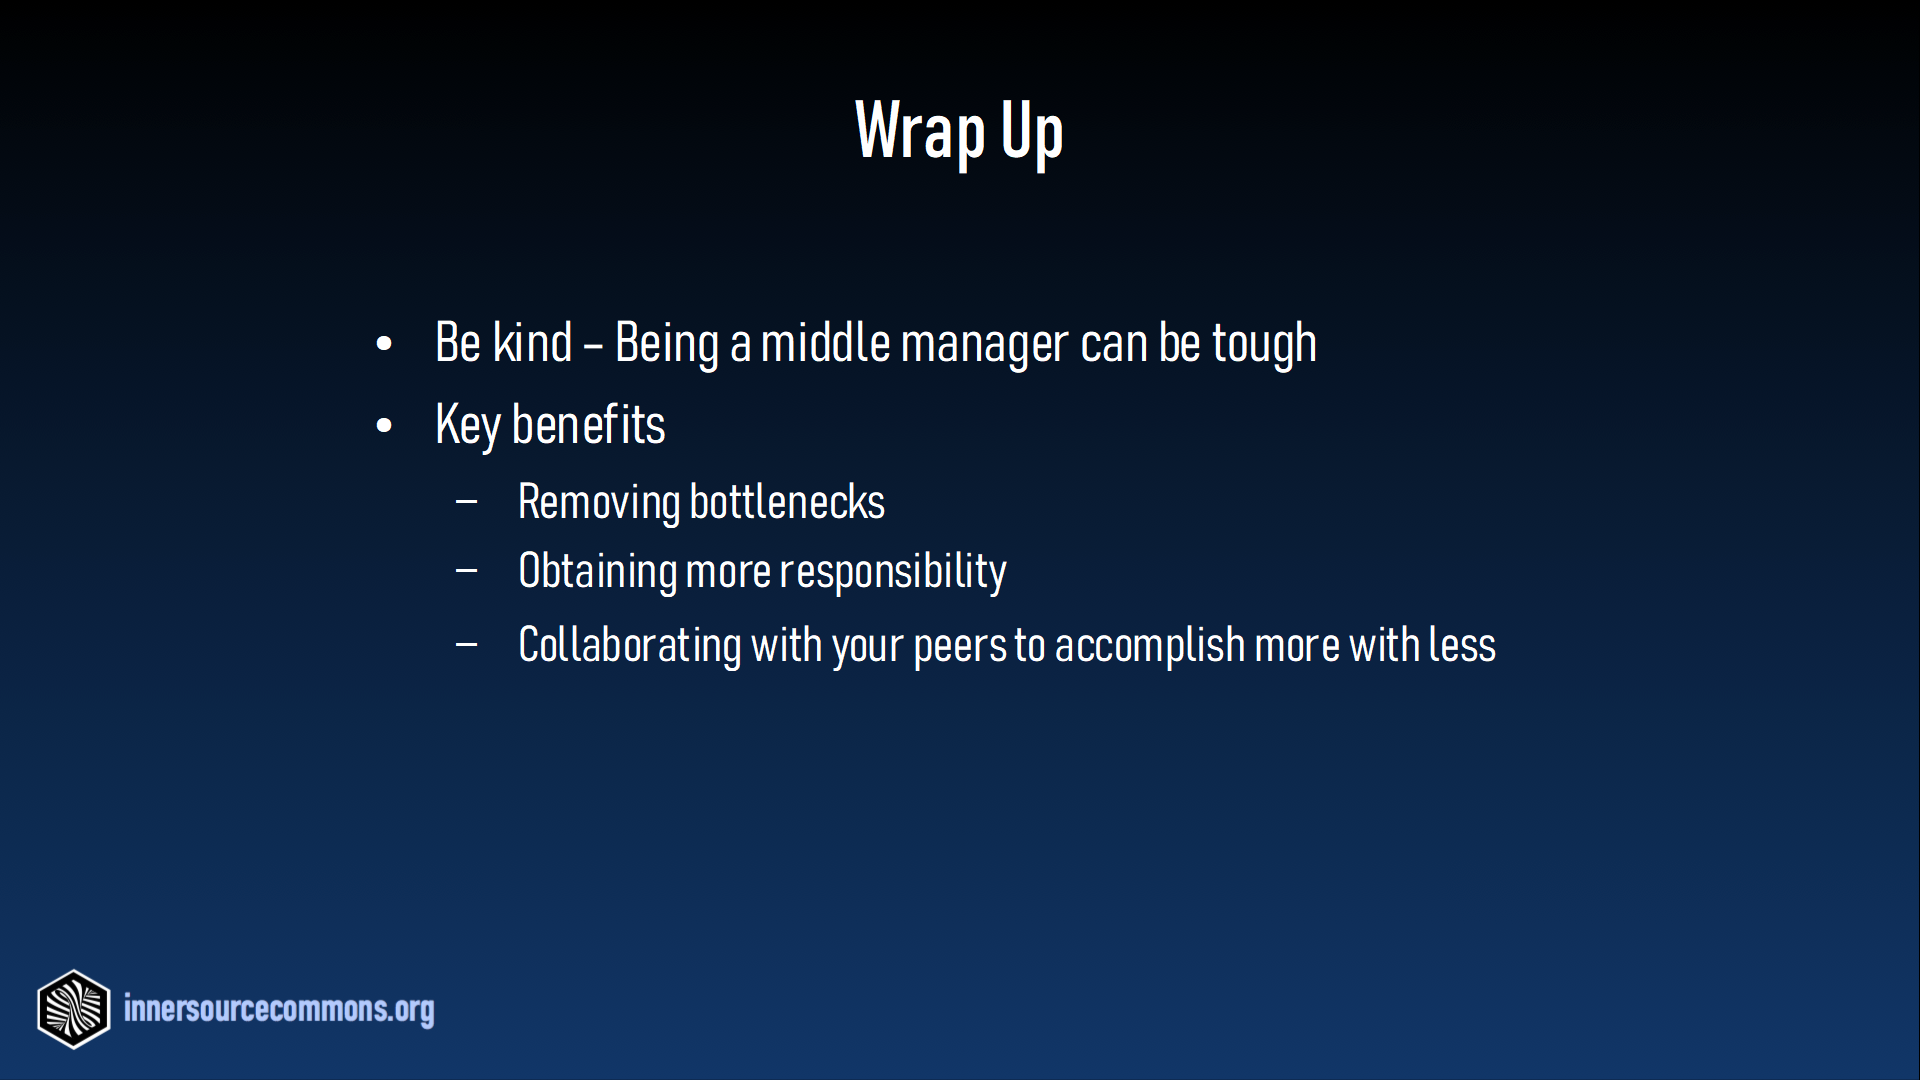 Wrap Up
• Be kind – Being a middle manager can be tough
• Key benefits
– Removing bottlenecks
– Obtaining more responsibility
– Collaborating with your peers to accomplish more with less
innersourcecommons.org